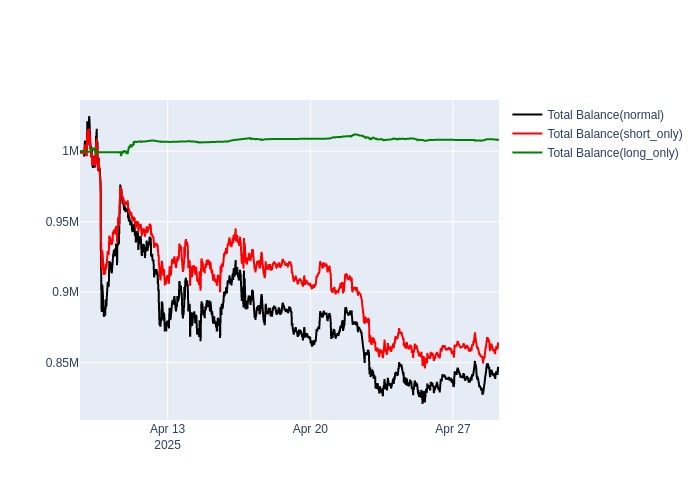 Total Balance(normal)
Total Balance(short_only)
Total Balance(long_only)
1M
0.95M
0.9M
0.85M
Apr 13
2025
Apr 20
Apr 27